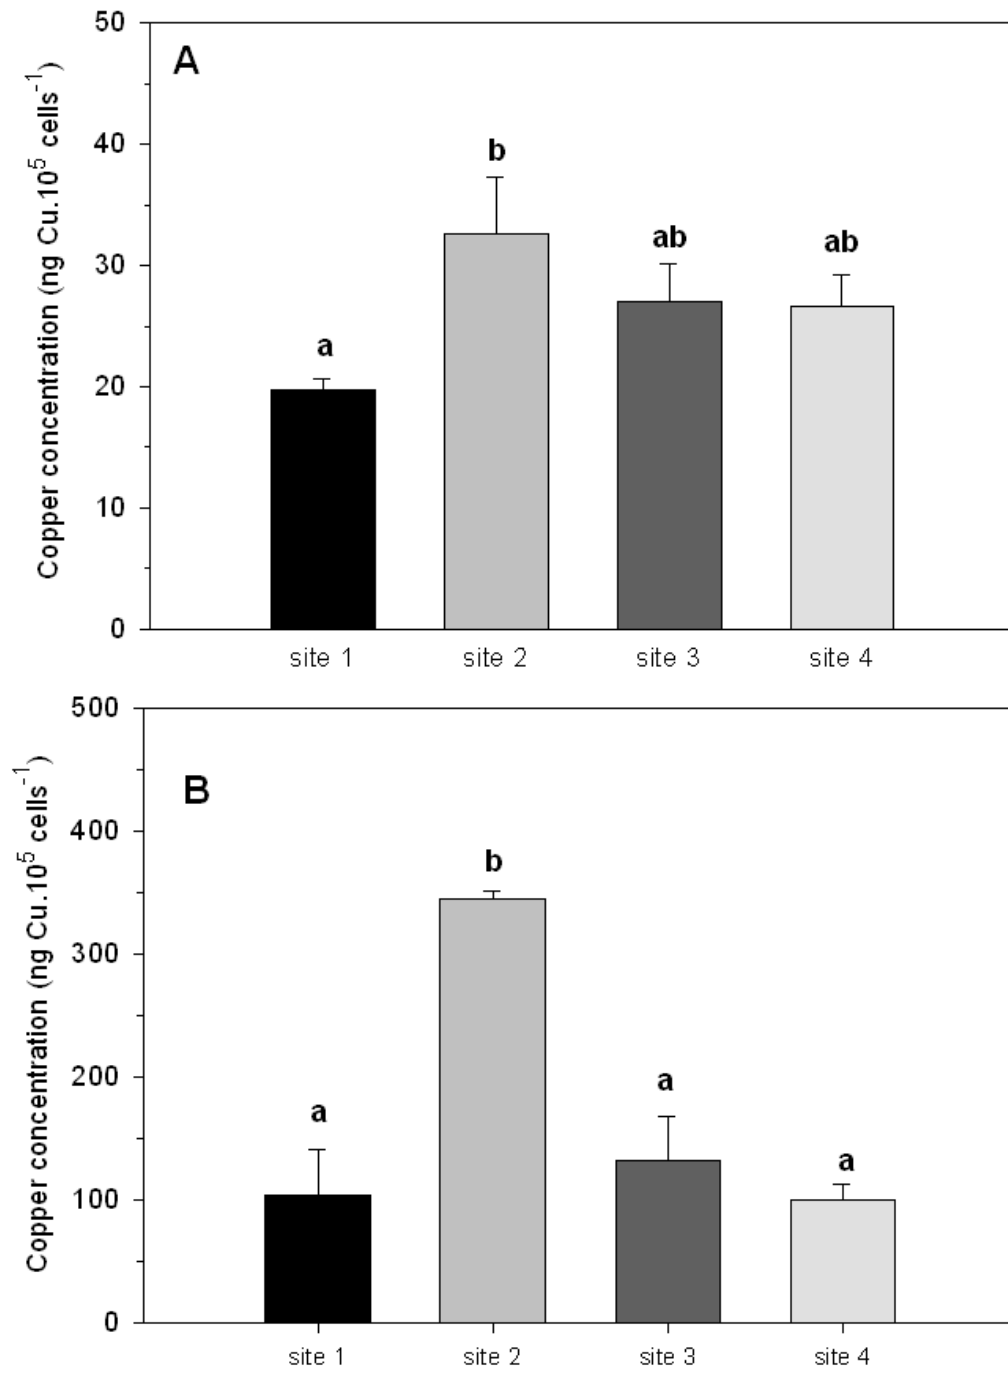 A
Copper concentration (ng Cu.10⁵ cells⁻¹)
50
40
30
20
10
0
a
b
ab
ab
site 1
site 2
site 3
site 4
B
Copper concentration (ng Cu.10⁵ cells⁻¹)
500
400
300
200
100
0
a
b
a
a
site 1
site 2
site 3
site 4